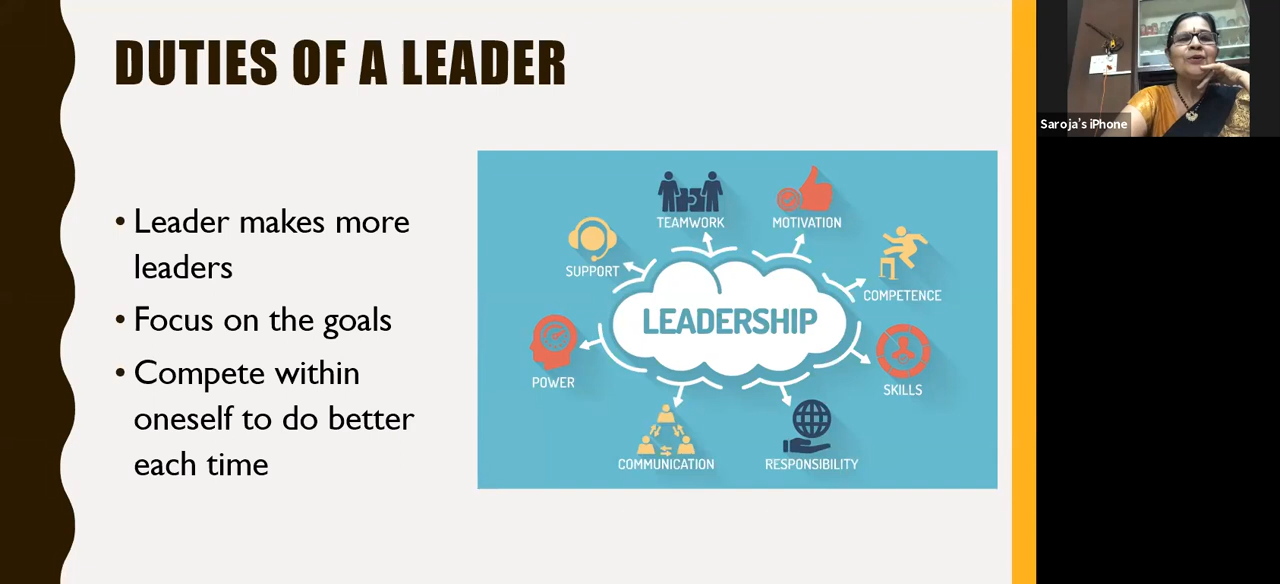 DUTIES OF A LEADER
• Leader makes more
leaders
• Focus on the goals
• Compete within
oneself to do better
each time
TEAMWORK
MOTIVATION
SUPPORT
COMPETENCE
LEADERSHIP
POWER
SKILLS
COMMUNICATION
RESPONSIBILITY
Saroja's iPhone